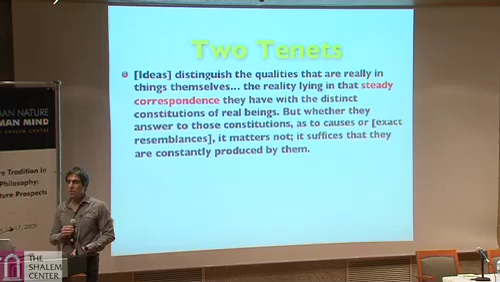 Two Tenets
[Ideas] distinguish the qualities that are really in
things themselves... the reality lying in that steady
correspondence they have with the distinct
constitutions of real beings. But whether they
answer to those constitutions, as to causes or [exact
resemblances], it matters not; it suffices that they
are constantly produced by them.
NATURE
MIND
CENTER
Tradition in
Philosophy:
Prospects
2009
THE
SHALEM
CENTER